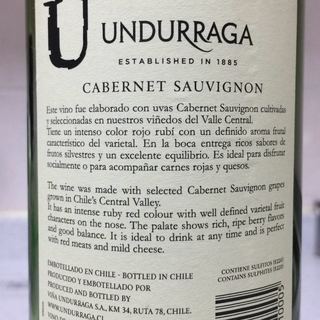 U UNDURRAGA
ESTABLISHED IN 1885
CABERNET SAUVIGNON
Este vino fue elaborado con uvas Cabernet Sauvignon cultivadas
y seleccionadas en nuestros viñedos del Valle Central.
Tiene un intenso color rojo rubí con un definido aroma frutal
característico del varietal. En la boca entrega ricos sabores de
frutos silvestres y un excelente equilibrio. Es ideal para disfrutar
socialmente o para acompañar carnes rojas y quesos.
The wine was made with selected Cabernet Sauvignon grapes
grown in Chile's Central Valley.
It has an intense ruby red colour with well defined varietal fruit
characters on the nose. The palate shows rich, ripe berry flavors
and good balance. It is ideal to drink at any time and is perfect
with red meats and mild cheese.
EMBOTELLADO EN CHILE - BOTTLED IN CHILE
PRODUCIDO Y EMBOTELLADO POR
PRODUCED AND BOTTLED BY
VIÑA UNDURRAGA S.A., KM 34, RUTA 78, CHILE.
WWW.UNDURRAGA.CL
CONTIENE SULFITOS (E220)
CONTAINS SULPHITES (E220)